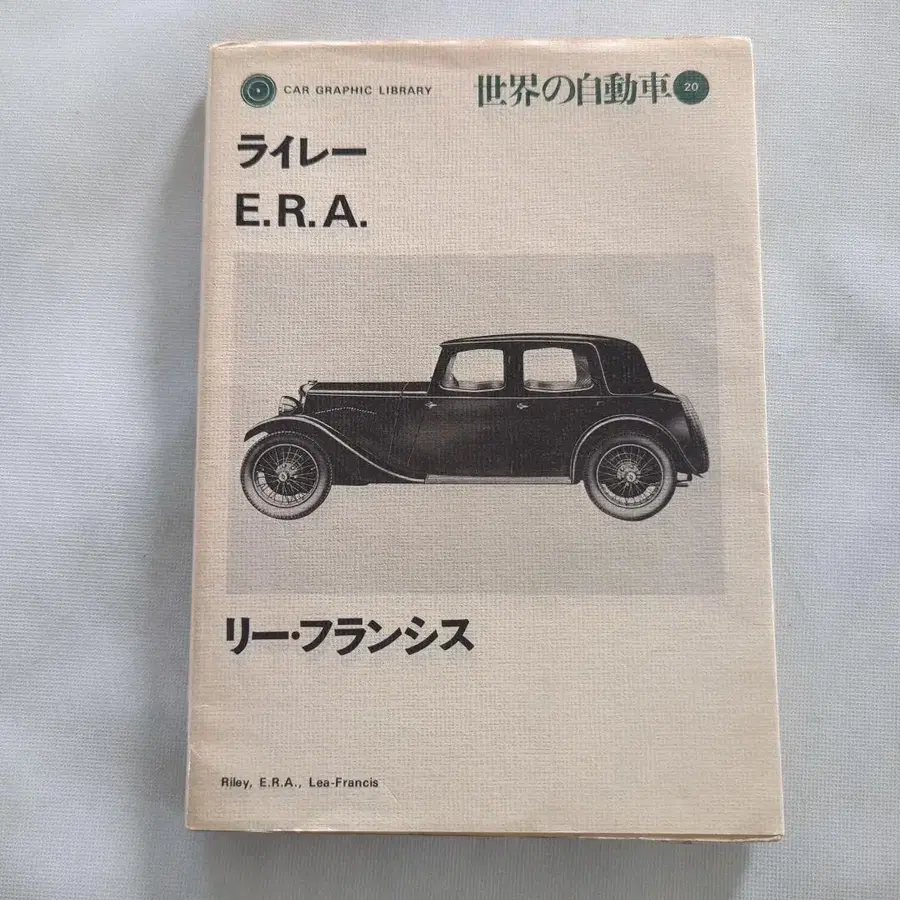 CAR GRAPHIC LIBRARY
世界の自動車 20
ライレー
E.R.A.
リー・フランシス
Riley, E.R.A., Lea-Francis